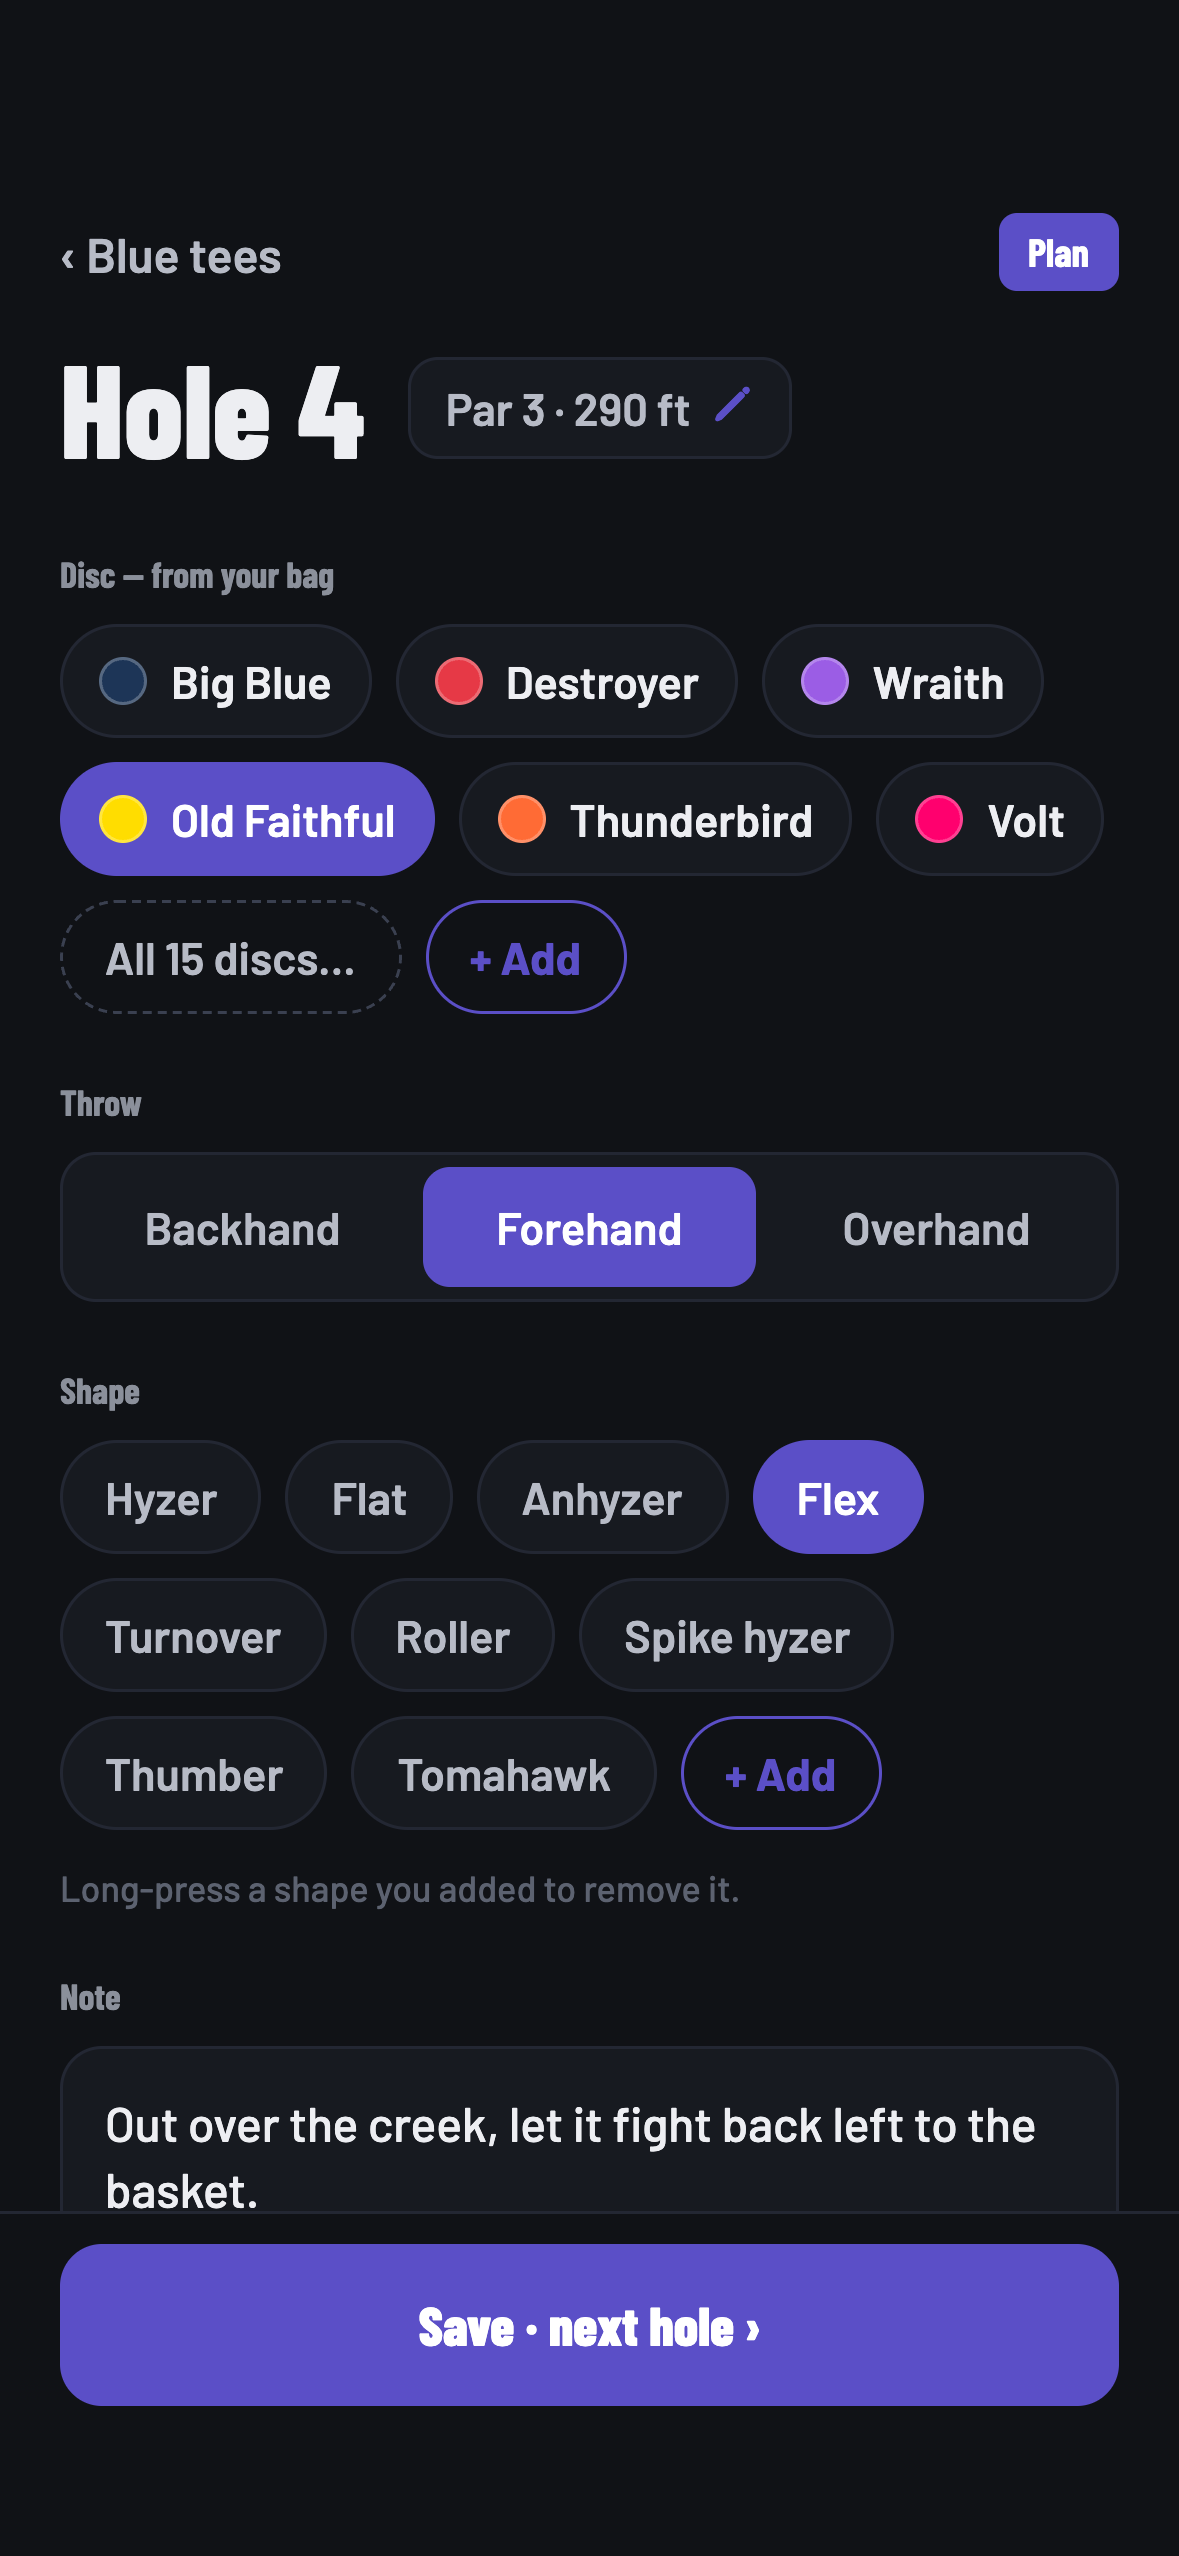 ‹ Blue tees
Plan
Hole 4
Par 3 · 290 ft
Disc – from your bag
Big Blue
Destroyer
Wraith
Old Faithful
Thunderbird
Volt
All 15 discs...
+ Add
Throw
Backhand
Forehand
Overhand
Shape
Hyzer
Flat
Anhyzer
Flex
Turnover
Roller
Spike hyzer
Thumber
Tomahawk
+ Add
Long-press a shape you added to remove it.
Note
Out over the creek, let it fight back left to the
basket.
Save · next hole ›